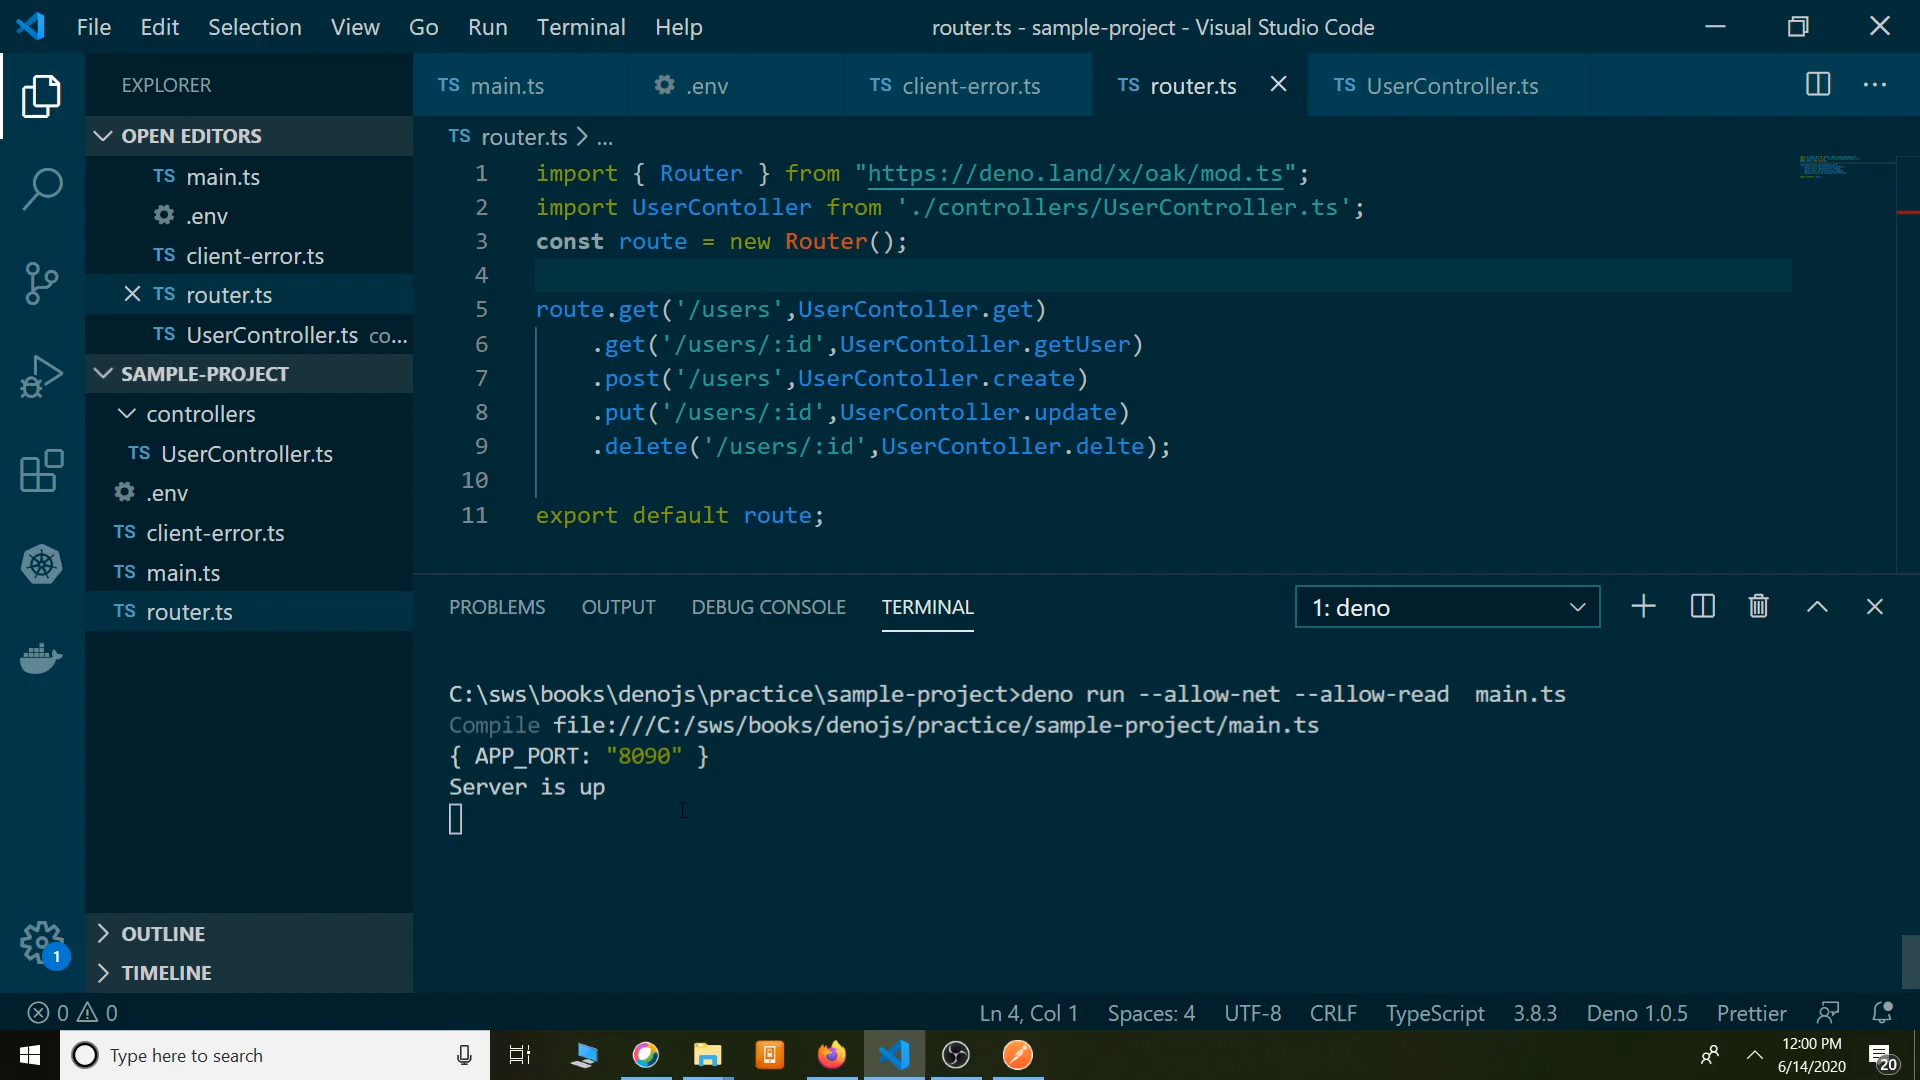 File Edit Selection View Go Run Terminal Help router.ts - sample-project - Visual Studio Code
EXPLORER
OPEN EDITORS
TS main.ts
.env
TS client-error.ts
TS router.ts
TS UserController.ts co...
SAMPLE-PROJECT
controllers
TS UserController.ts
.env
TS client-error.ts
TS main.ts
TS router.ts
OUTLINE
TIMELINE
1
TS main.ts .env TS client-error.ts TS router.ts TS UserController.ts
TS router.ts > ...
1 import { Router } from "https://deno.land/x/oak/mod.ts";
2 import UserContoller from './controllers/UserController.ts';
3 const route = new Router();
4
5 route.get('/users',UserContoller.get)
6 .get('/users/:id',UserContoller.getUser)
7 .post('/users',UserContoller.create)
8 .put('/users/:id',UserContoller.update)
9 .delete('/users/:id',UserContoller.delte);
10
11 export default route;
PROBLEMS OUTPUT DEBUG CONSOLE TERMINAL 1: deno
C:\sws\books\denojs\practice\sample-project>deno run --allow-net --allow-read  main.ts
Compile file:///C:/sws/books/denojs/practice/sample-project/main.ts
{ APP_PORT: "8090" }
Server is up
0 0 Ln 4, Col 1 Spaces: 4 UTF-8 CRLF TypeScript 3.8.3 Deno 1.0.5 Prettier
Type here to search
12:00 PM
6/14/2020
20